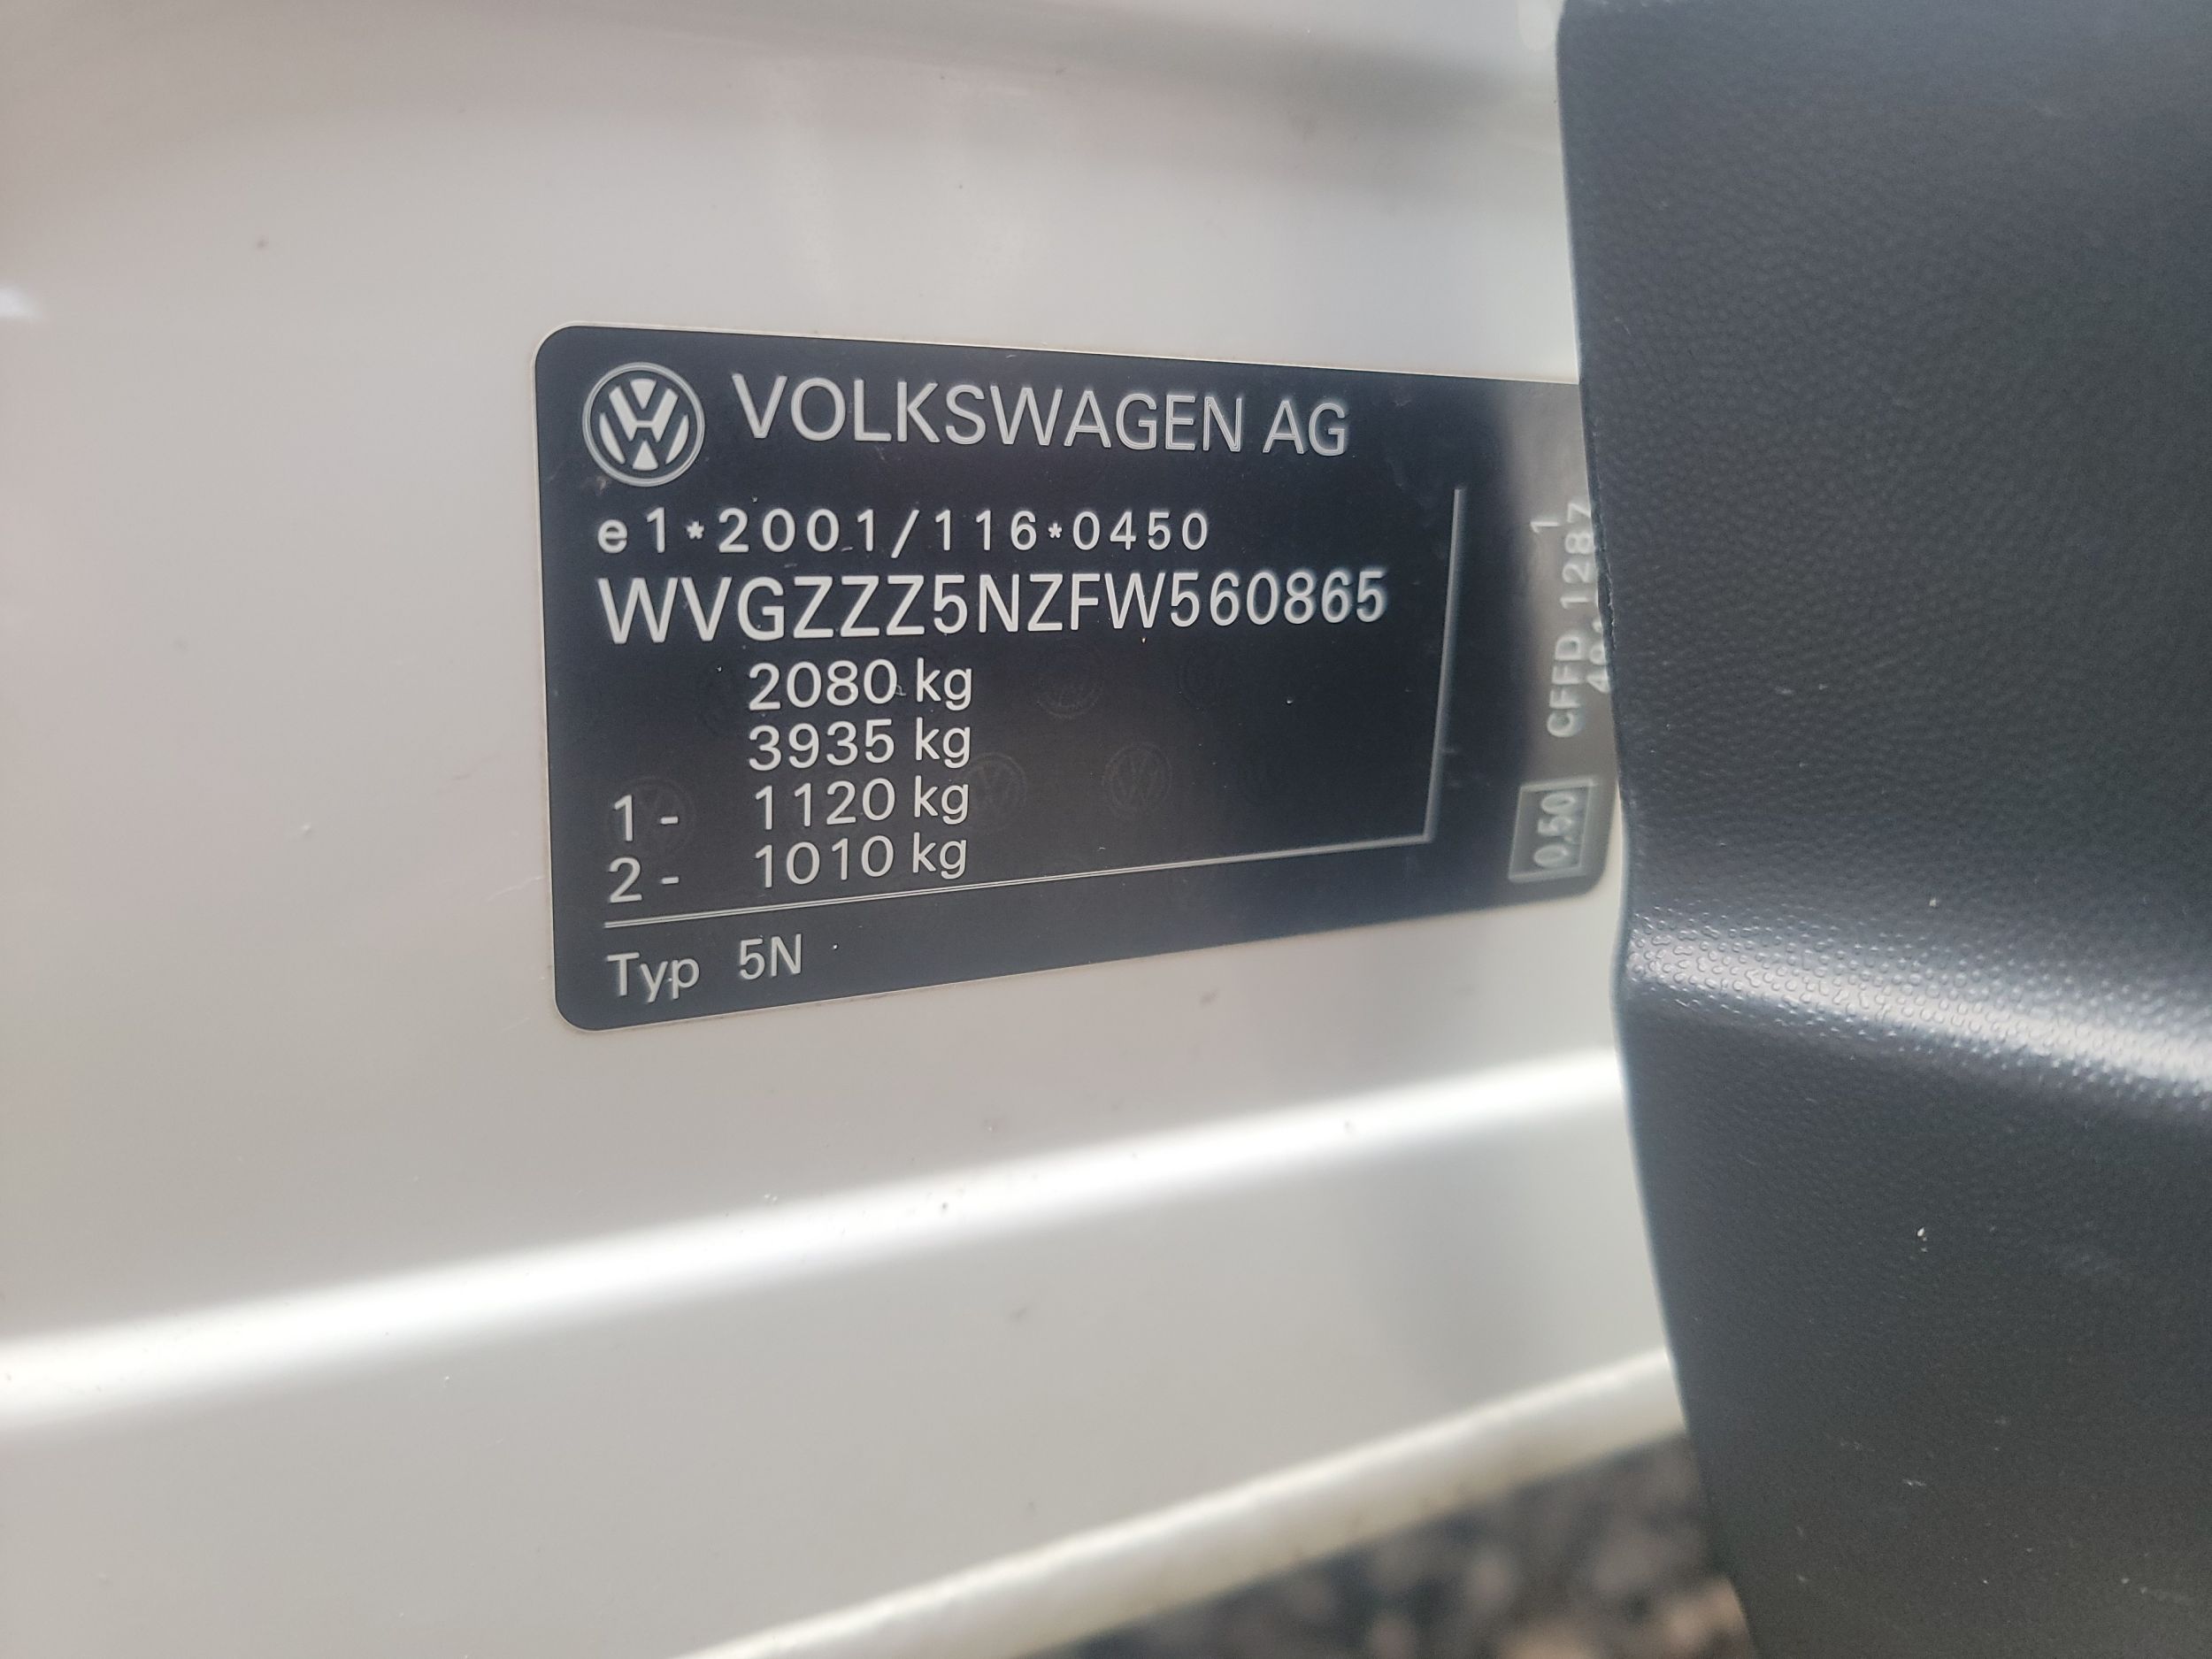 VOLKSWAGEN AG
e1*2001/116*0450
WVGZZZ5NZFW560865
2080 kg
3935 kg
1 - 1120 kg
2 - 1010 kg
Typ 5N
1
CFFD.1287
0,50